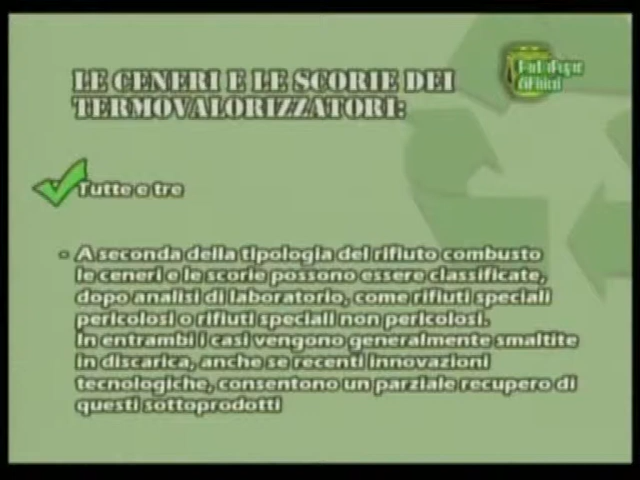 LE CENERI E LE SCORIE DEI
TERMOVALORIZZATORI:
Tutte e tre
- A seconda della tipologia del rifiuto combusto
le ceneri e le scorie possono essere classificate,
dopo analisi di laboratorio, come rifiuti speciali
pericolosi o rifiuti speciali non pericolosi.
In entrambi i casi vengono generalmente smaltite
in discarica, anche se recenti innovazioni
tecnologiche, consentono un parziale recupero di
questi sottoprodotti